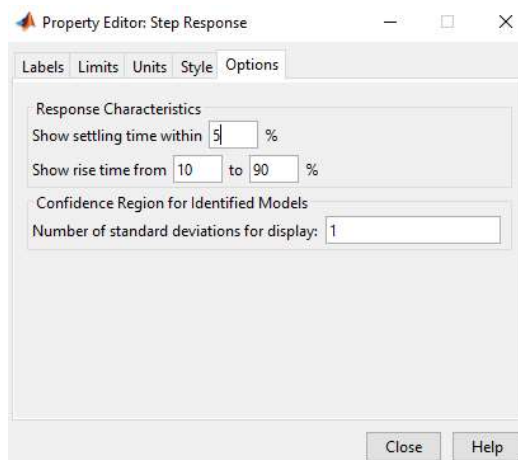 Property Editor: Step Response
Labels Limits Units Style Options
Response Characteristics
Show settling time within 5 %
Show rise time from 10 to 90 %
Confidence Region for Identified Models
Number of standard deviations for display: 1
Close Help